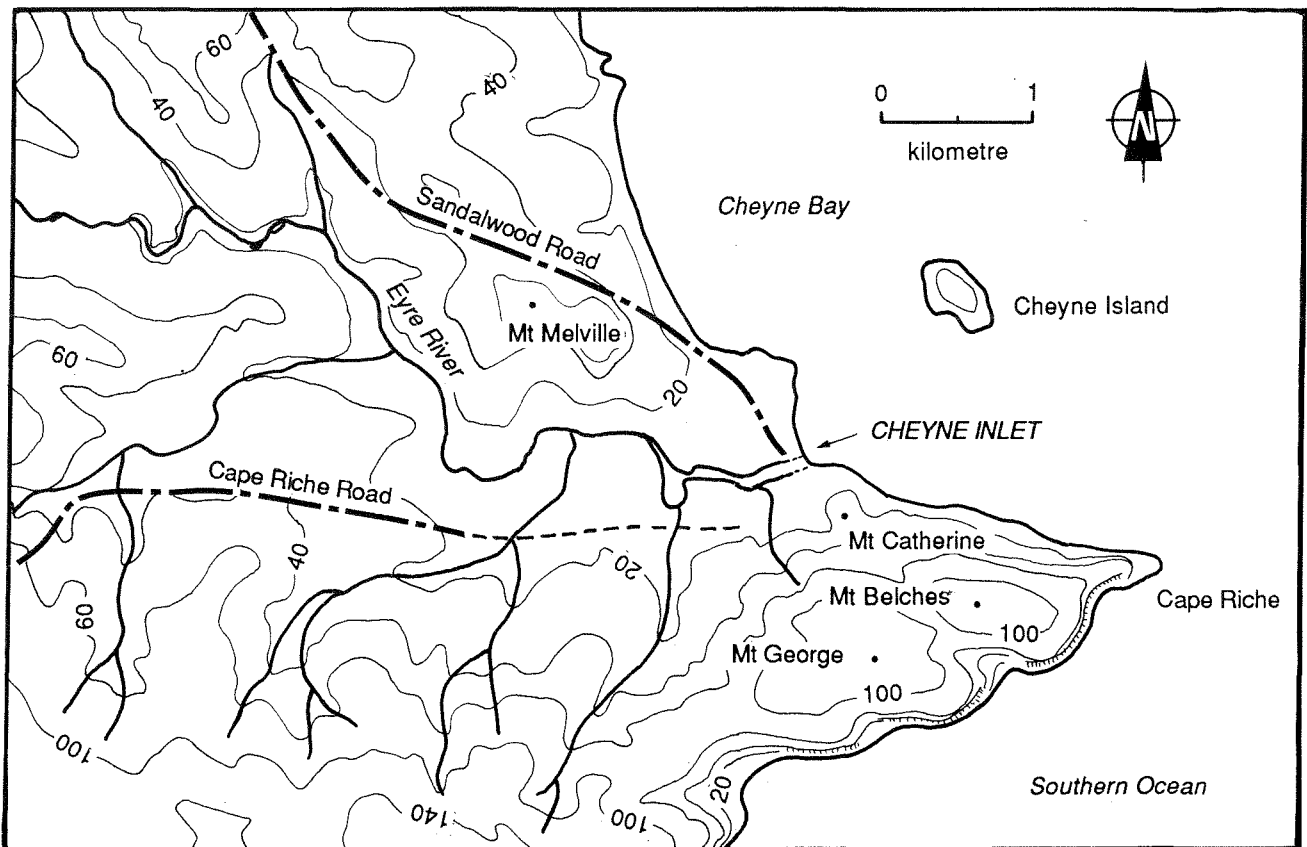 60
40
40
0 1
kilometre
N
Cheyne Bay
Sandalwood Road
Eyre River
Mt Melville
Cheyne Island
60
20
CHEYNE INLET
Cape Riche Road
40
20
Mt Catherine
60
Mt Belches
Cape Riche
100
Mt George
100
100
20
140
100
Southern Ocean